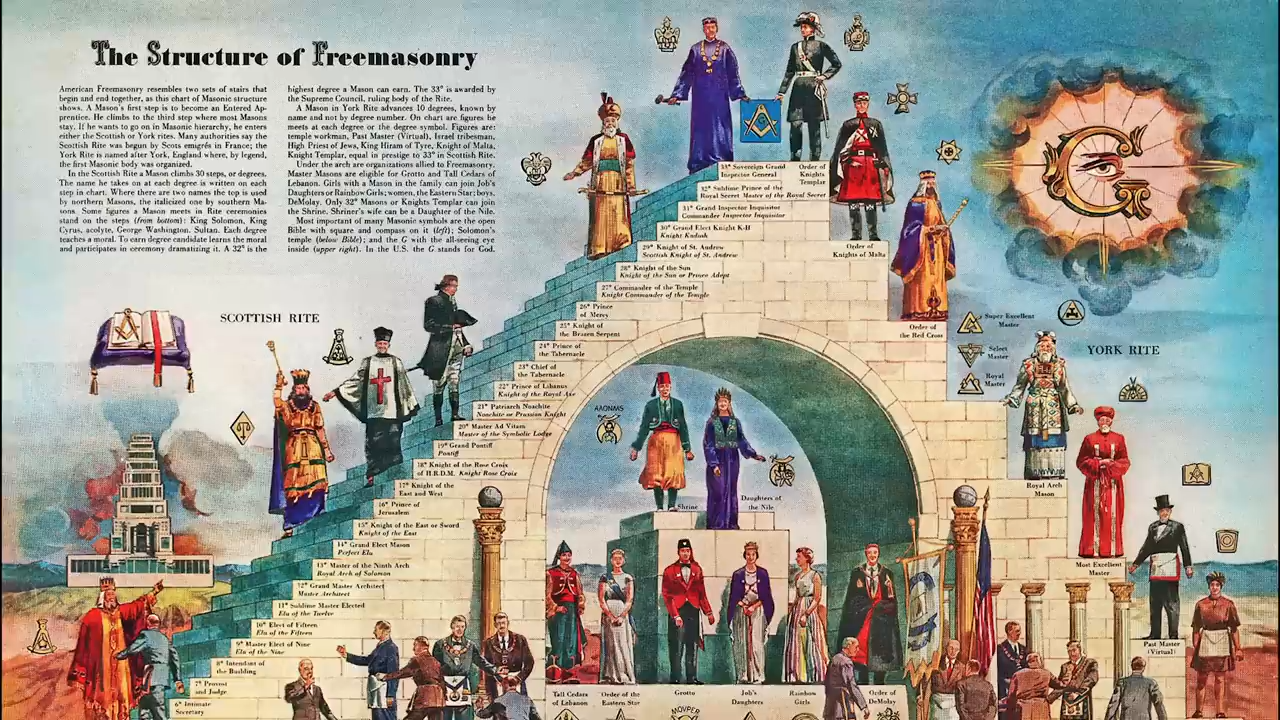 The Structure of Freemasonry
American Freemasonry resembles two sets of stairs that
begin and end together, as this chart of Masonic structure
shows. A Mason's first step is to become an Entered Ap-
prentice. He climbs to the third step where most Masons
stay. If he wants to go on in Masonic hierarchy, he enters
either the Scottish or York rites. Many authorities say the
Scottish Rite was begun by Scots emigrés in France; the
York Rite is named after York, England where, by legend,
the first Masonic body was organized.
In the Scottish Rite a Mason climbs 30 steps, or degrees.
The name he takes on at each degree is written on each
step in chart. Where there are two names the top is used
by northern Masons, the italicized one by southern Ma-
sons. Some figures a Mason meets in Rite ceremonies
stand on the steps (from bottom): King Solomon, King
Cyrus, acolyte, George Washington, Sultan. Each degree
teaches a moral. To earn degree candidate learns the moral
and participates in ceremony dramatizing it. A 32° is the
highest degree a Mason can earn. The 33° is awarded by
the Supreme Council, ruling body of the Rite.
A Mason in York Rite advances 10 degrees, known by
name and not by degree number. On chart are figures he
meets at each degree or the degree symbol. Figures are:
temple workman, Past Master (Virtual), Israel tribesman,
High Priest of Jews, King Hiram of Tyre, Knight of Malta,
Knight Templar, equal in prestige to 33° in Scottish Rite.
Under the arch are organizations allied to Freemasonry.
Master Masons are eligible for Grotto and Tall Cedars of
Lebanon. Girls with a Mason in the family can join Job's
Daughters or Rainbow Girls; women, the Eastern Star; boys,
DeMolay. Only 32° Masons or Knights Templar can join
the Shrine. Shriner's wife can be a Daughter of the Nile.
Most important of many Masonic symbols are the open
Bible with square and compass on it (left); Solomon's
temple (below Bible); and the G with the all-seeing eye
inside (upper right). In the U.S. the G stands for God.
G
SCOTTISH RITE
YORK RITE
33° Sovereign Grand
Inspector General
Order of
Knights
Templar
32° Sublime Prince of the
Royal Secret Master of the Royal Secret
31° Grand Inspector Inquisitor
Commander Inspector Inquisitor
30° Grand Elect Knight K-H
Knight Kadosh
29° Knight of St. Andrew
Scottish Knight of St. Andrew
28° Knight of the Sun
Knight of the Sun or Prince Adept
27° Commander of the Temple
Knight Commander of the Temple
26° Prince
of Mercy
25° Knight of
the Brazen Serpent
24° Prince of
the Tabernacle
23° Chief of
the Tabernacle
22° Prince of Libanus
Knight of the Royal Axe
21° Patriarch Noachite
Noachite or Prussian Knight
20° Master Ad Vitam
Master of the Symbolic Lodge
19° Grand Pontiff
Pontiff
18° Knight of the Rose Croix
of H.R.D.M. Knight Rose Croix
17° Knight of the
East and West
16° Prince of
Jerusalem
15° Knight of the East or Sword
Knight of the East
14° Grand Elect Mason
Perfect Elu
13° Master of the Ninth Arch
Royal Arch of Solomon
12° Grand Master Architect
Master Architect
11° Sublime Master Elected
Elu of the Twelve
10° Elect of Fifteen
Elu of the Fifteen
9° Master Elect of Nine
Elu of the Nine
8° Intendant of
the Building
7° Provost
and Judge
6° Intimate
Secretary
Order of
Knights of Malta
Order of
the Red Cross
Super Excellent
Master
Select
Master
Royal
Master
Royal Arch
Mason
Most Excellent
Master
Past Master
(Virtual)
AAONMS
Shrine
Daughters of
the Nile
Tall Cedars
of Lebanon
Order of the
Eastern Star
Grotto
Job's
Daughters
Rainbow
Girls
Order of
DeMolay
MOVPER